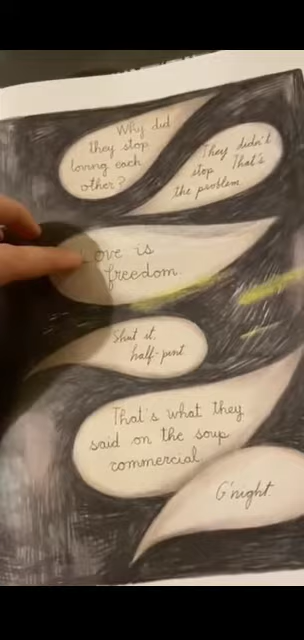 Why did
they stop
loving each
other?
They didn't
stop That's
the problem
Love is
freedom.
Shut it,
half-pint
That's what they
said on the soup
commercial.
G'night.